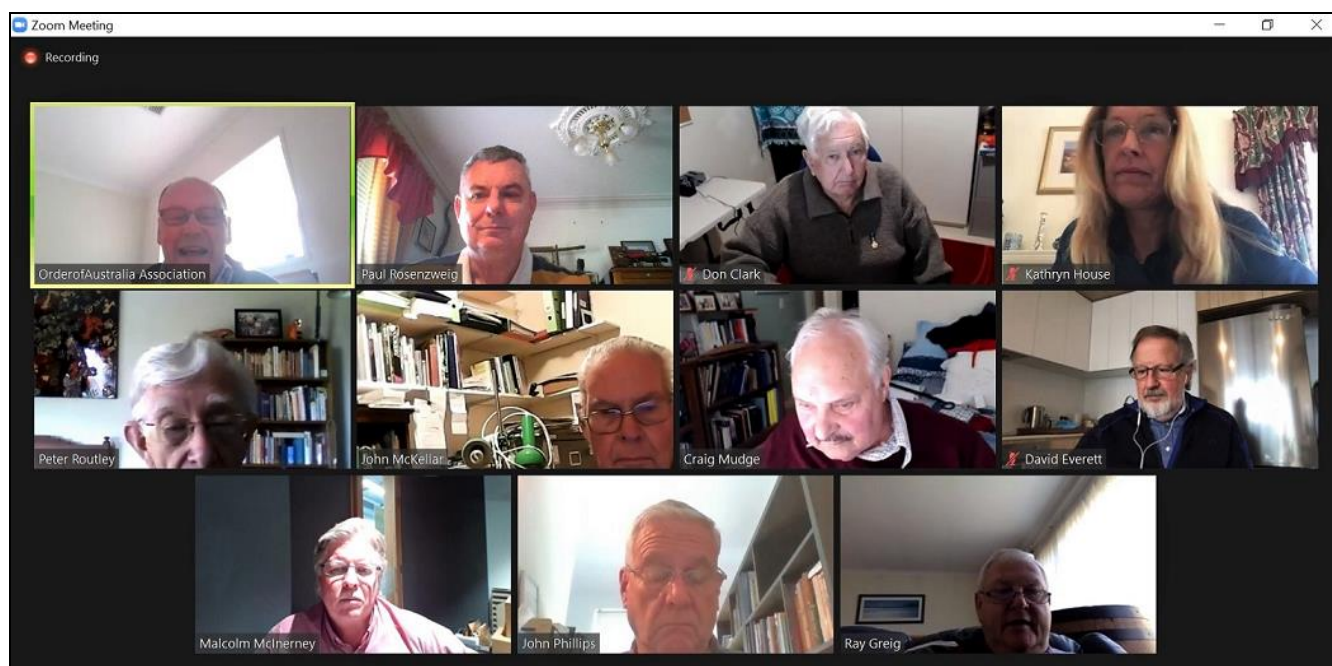 Zoom Meeting
Recording
OrderofAustralia Association
Paul Rosenzweig
Don Clark
Kathryn House
Peter Routley
John McKellar
Craig Mudge
David Everett
Malcolm McInerney
John Phillips
Ray Greig